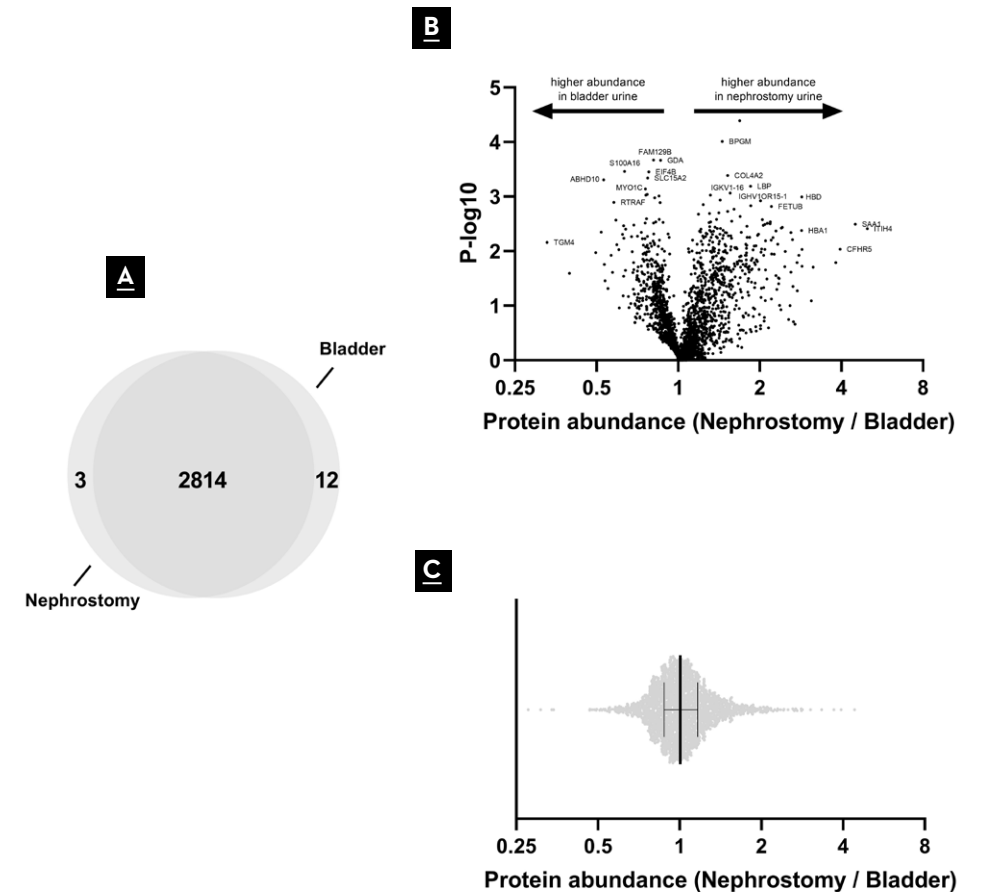 B
higher abundance
in bladder urine
higher abundance
in nephrostomy urine
5
4
3
2
1
0
P-log10
BPGM
FAM129B
GDA
S100A16
EIF4B
SLC15A2
ABHD10
MYO1C
RTRAF
COL4A2
IGKV1-16
LBP
IGHV1OR15-1
HBD
FETUB
SAA1
ITIH4
HBA1
CFHR5
TGM4
0.25
0.5
1
2
4
8
Protein abundance (Nephrostomy / Bladder)
A
Bladder
3
2814
12
Nephrostomy
C
0.25
0.5
1
2
4
8
Protein abundance (Nephrostomy / Bladder)